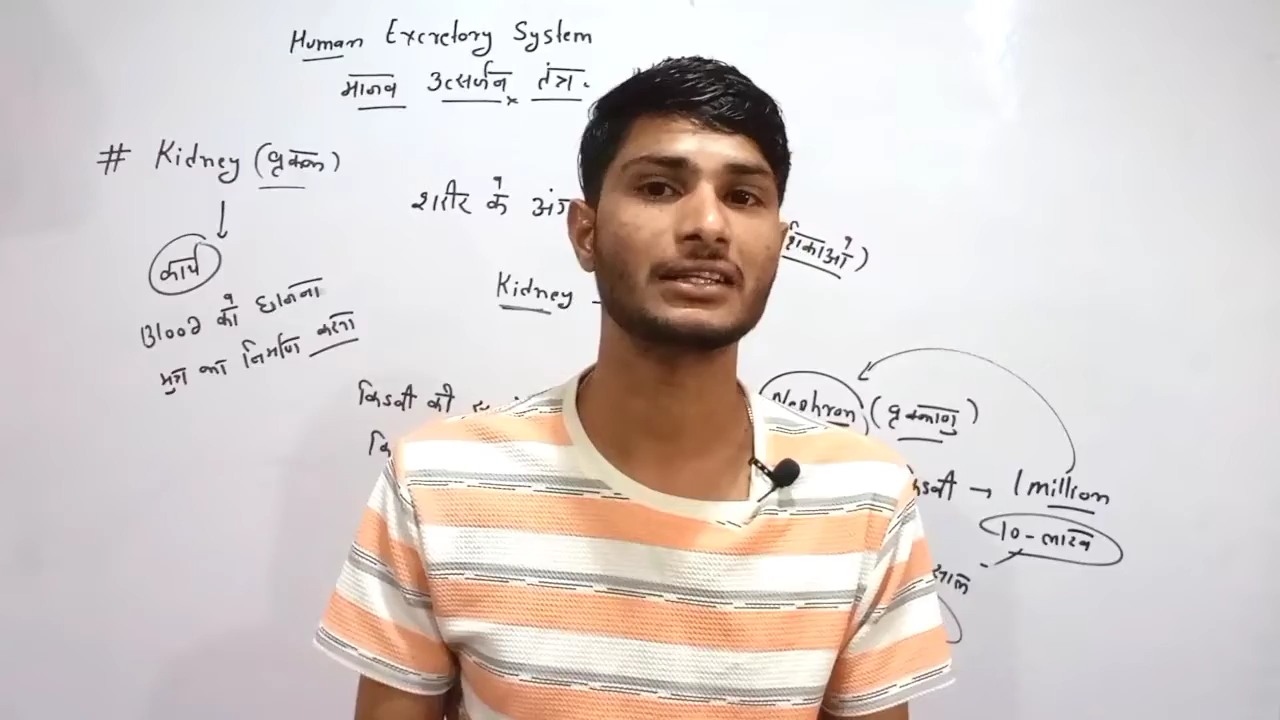 Human Excretory System
मानव उत्सर्जन तंत्र.
# Kidney (वृक्क)
शरीर के अंग
कार्य
Kidney
Blood को छानना
मुत्र का निर्माण करना
किडनी की
Nephron (वृक्काणु)
1 million
10-लाख
साल